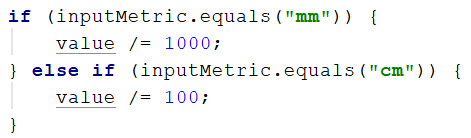 if (inputMetric.equals("mm")) {
    value /= 1000;
} else if (inputMetric.equals("cm")) {
    value /= 100;
}